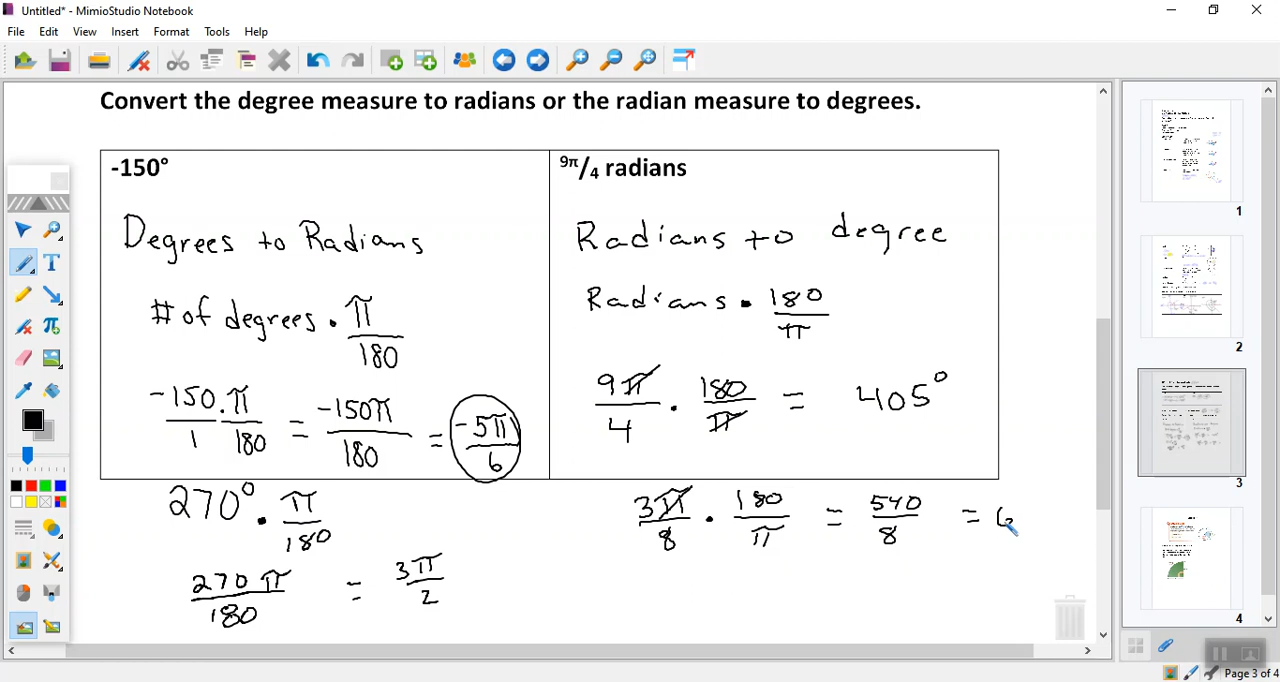 Untitled* - MimioStudio Notebook
File Edit View Insert Format Tools Help
Convert the degree measure to radians or the radian measure to degrees.
-150°
Degrees to Radians
# of degrees · π/180
-150/1 · π/180 = -150π/180 = -5π/6
270° · π/180
270π/180 = 3π/2
9π/4 radians
Radians to degree
Radians · 180/π
9π/4 · 180/π = 405°
3π/8 · 180/π = 540/8 = 6
1
2
3
4
Page 3 of 4